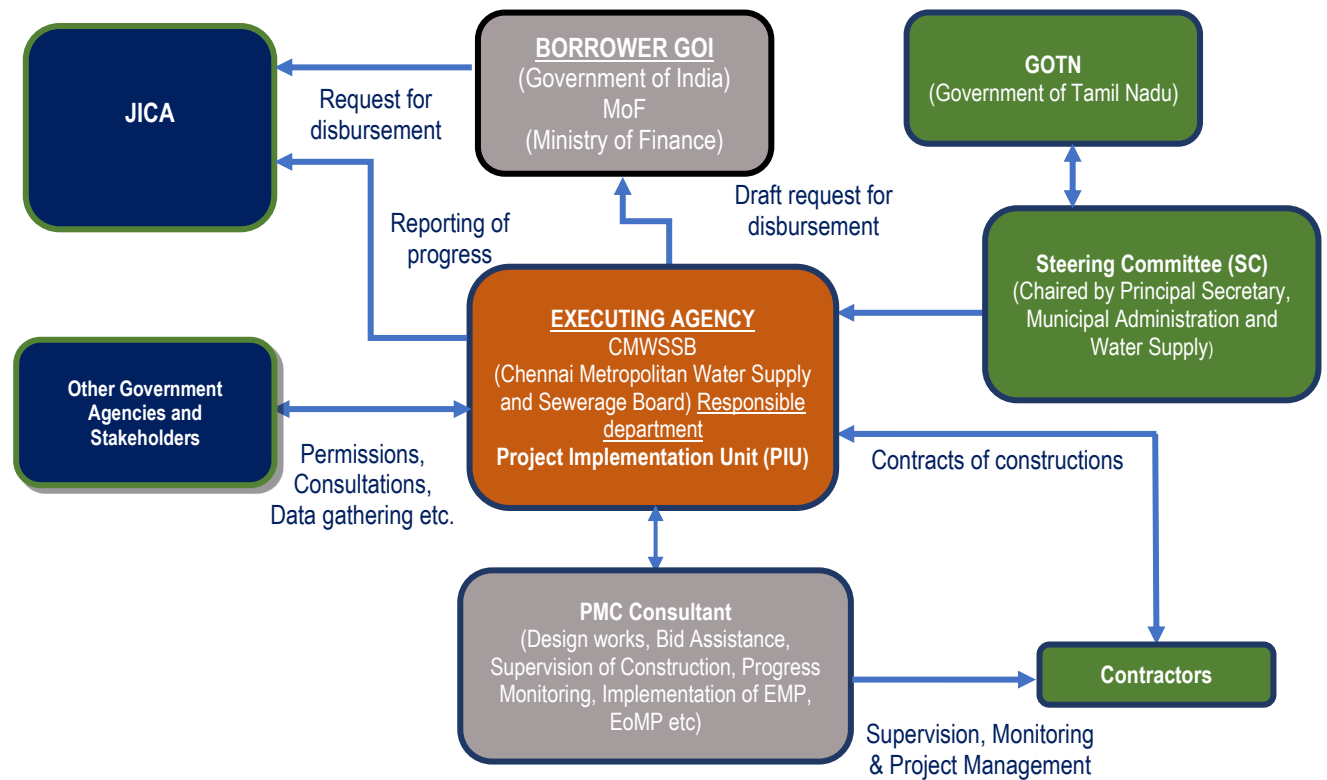 JICA
Request for
disbursement
BORROWER GOI
(Government of India)
MoF
(Ministry of Finance)
GOTN
(Government of Tamil Nadu)
Reporting of
progress
Draft request for
disbursement
Steering Committee (SC)
(Chaired by Principal Secretary,
Municipal Administration and
Water Supply)
EXECUTING AGENCY
CMWSSB
(Chennai Metropolitan Water Supply
and Sewerage Board) Responsible
department
Project Implementation Unit (PIU)
Other Government
Agencies and
Stakeholders
Permissions,
Consultations,
Data gathering etc.
Contracts of constructions
PMC Consultant
(Design works, Bid Assistance,
Supervision of Construction, Progress
Monitoring, Implementation of EMP,
EoMP etc)
Contractors
Supervision, Monitoring
& Project Management